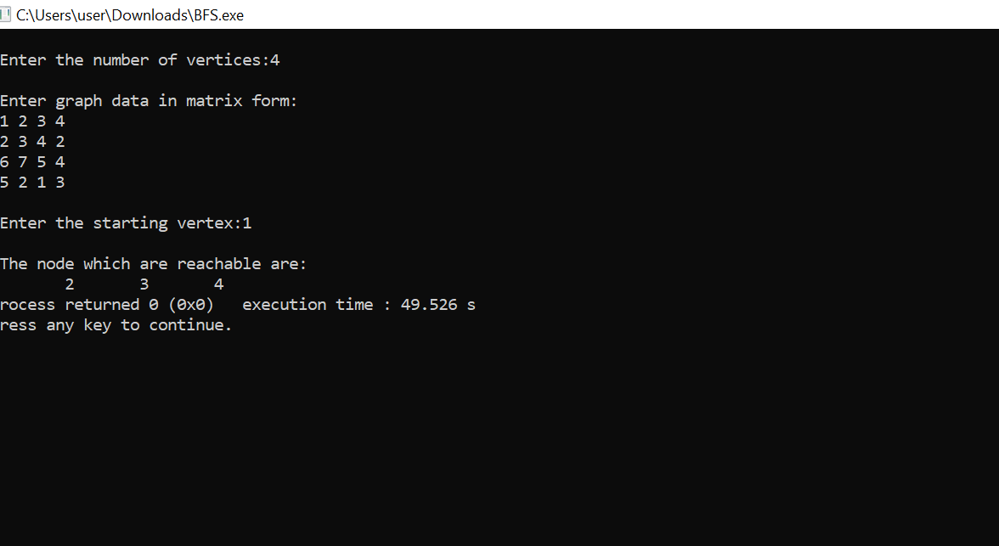 C:\Users\user\Downloads\BFS.exe
Enter the number of vertices:4
Enter graph data in matrix form:
1 2 3 4
2 3 4 2
6 7 5 4
5 2 1 3
Enter the starting vertex:1
The node which are reachable are:
2 3 4
rocess returned 0 (0x0) execution time : 49.526 s
ress any key to continue.